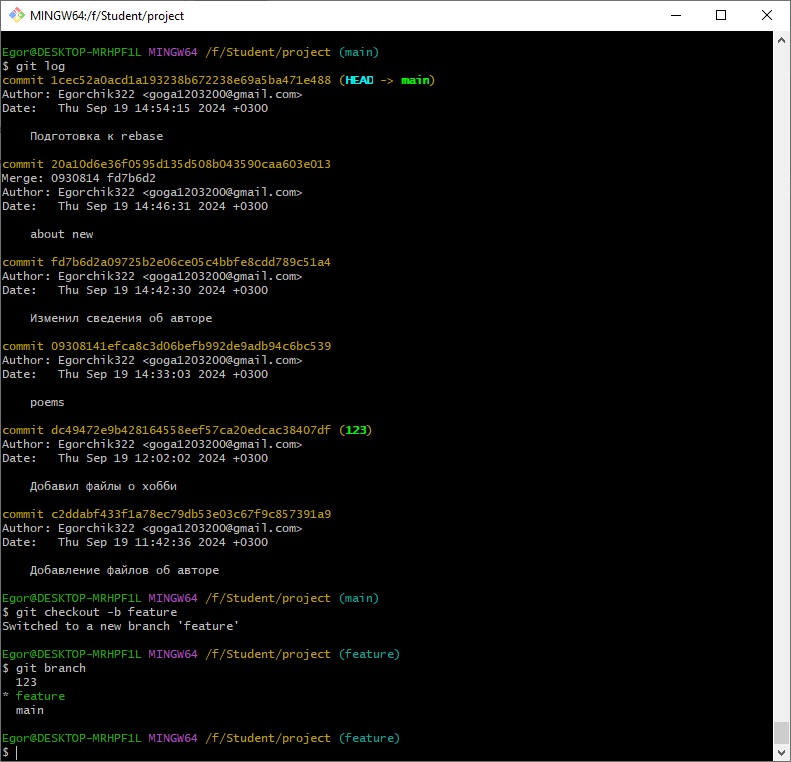 MINGW64:/f/Student/project
Egor@DESKTOP-MRHPF1L MINGW64 /f/Student/project (main)
$ git log
commit 1cec52a0acd1a193238b672238e69a5ba471e488 (HEAD -> main)
Author: Egorchik322 <goga1203200@gmail.com>
Date:   Thu Sep 19 14:54:15 2024 +0300
Подготовка к rebase
commit 20a10d6e36f0595d135d508b043590caa603e013
Merge: 0930814 fd7b6d2
Author: Egorchik322 <goga1203200@gmail.com>
Date:   Thu Sep 19 14:46:31 2024 +0300
about new
commit fd7b6d2a09725b2e06ce05c4bbfe8cdd789c51a4
Author: Egorchik322 <goga1203200@gmail.com>
Date:   Thu Sep 19 14:42:30 2024 +0300
Изменил сведения об авторе
commit 09308141efca8c3d06befb992de9adb94c6bc539
Author: Egorchik322 <goga1203200@gmail.com>
Date:   Thu Sep 19 14:33:03 2024 +0300
poems
commit dc49472e9b428164558eef57ca20edcac38407df (123)
Author: Egorchik322 <goga1203200@gmail.com>
Date:   Thu Sep 19 12:02:02 2024 +0300
Добавил файлы о хобби
commit c2ddabf433f1a78ec79db53e03c67f9c857391a9
Author: Egorchik322 <goga1203200@gmail.com>
Date:   Thu Sep 19 11:42:36 2024 +0300
Добавление файлов об авторе
Egor@DESKTOP-MRHPF1L MINGW64 /f/Student/project (main)
$ git checkout -b feature
Switched to a new branch 'feature'
Egor@DESKTOP-MRHPF1L MINGW64 /f/Student/project (feature)
$ git branch
123
* feature
main
Egor@DESKTOP-MRHPF1L MINGW64 /f/Student/project (feature)
$